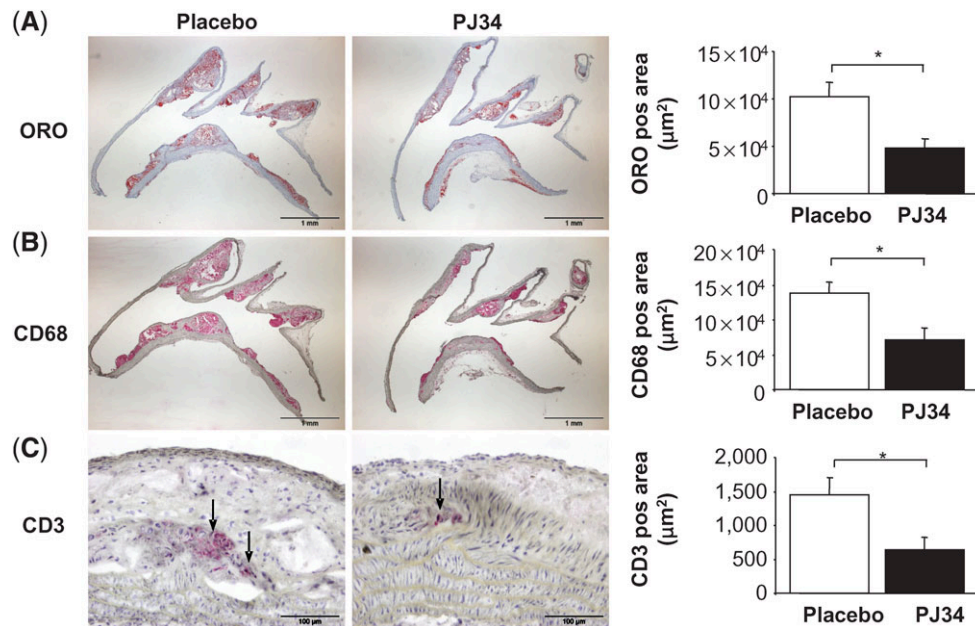 Placebo
PJ34
(A)
ORO
1 mm
1 mm
ORO pos area
(µm²)
15×10⁴
10×10⁴
5×10⁴
0
*
Placebo
PJ34
(B)
CD68
1 mm
1 mm
CD68 pos area
(µm²)
20×10⁴
15×10⁴
10×10⁴
5×10⁴
0
*
Placebo
PJ34
(C)
CD3
100 µm
100 µm
CD3 pos area
(µm²)
2,000
1,500
1,000
500
0
*
Placebo
PJ34